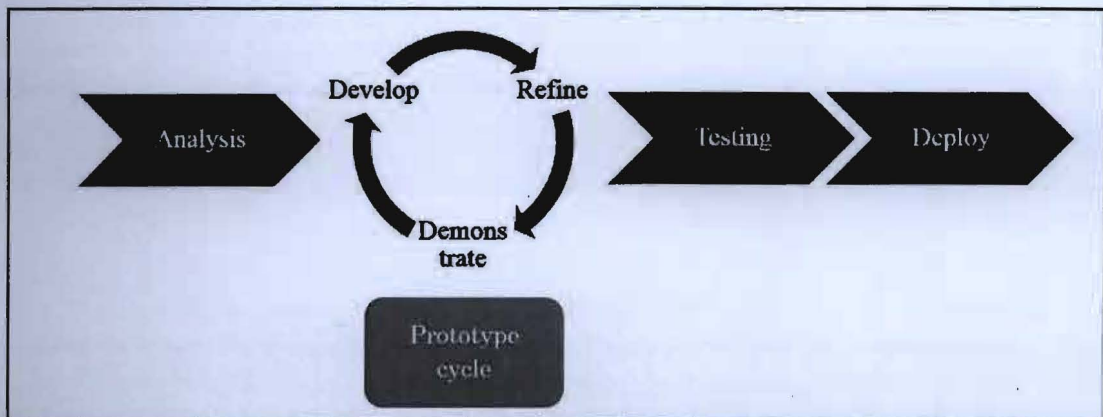 Analysis
Develop
Refine
Demons
trate
Testing
Deploy
Prototype
cycle